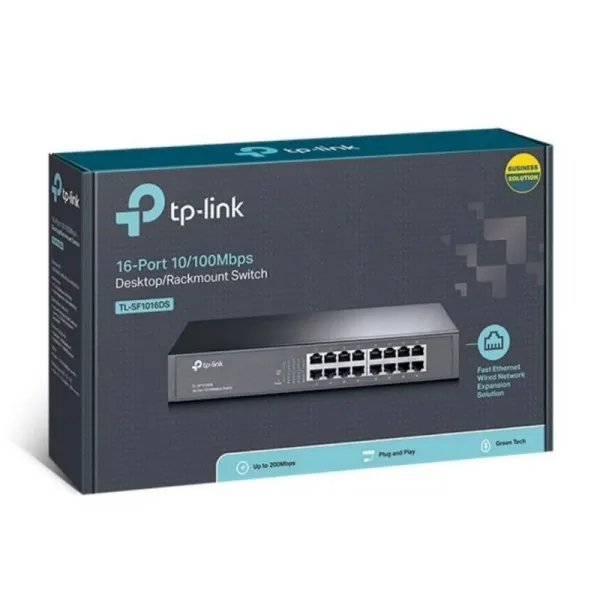 tp-link
BUSINESS
SOLUTION
tp-link
16-Port 10/100Mbps
Desktop/Rackmount Switch
TL-SF1016DS
tp-link
Fast Ethernet
Wired Network
Expansion
Solution
Up to 200Mbps
Plug and Play
Green Tech